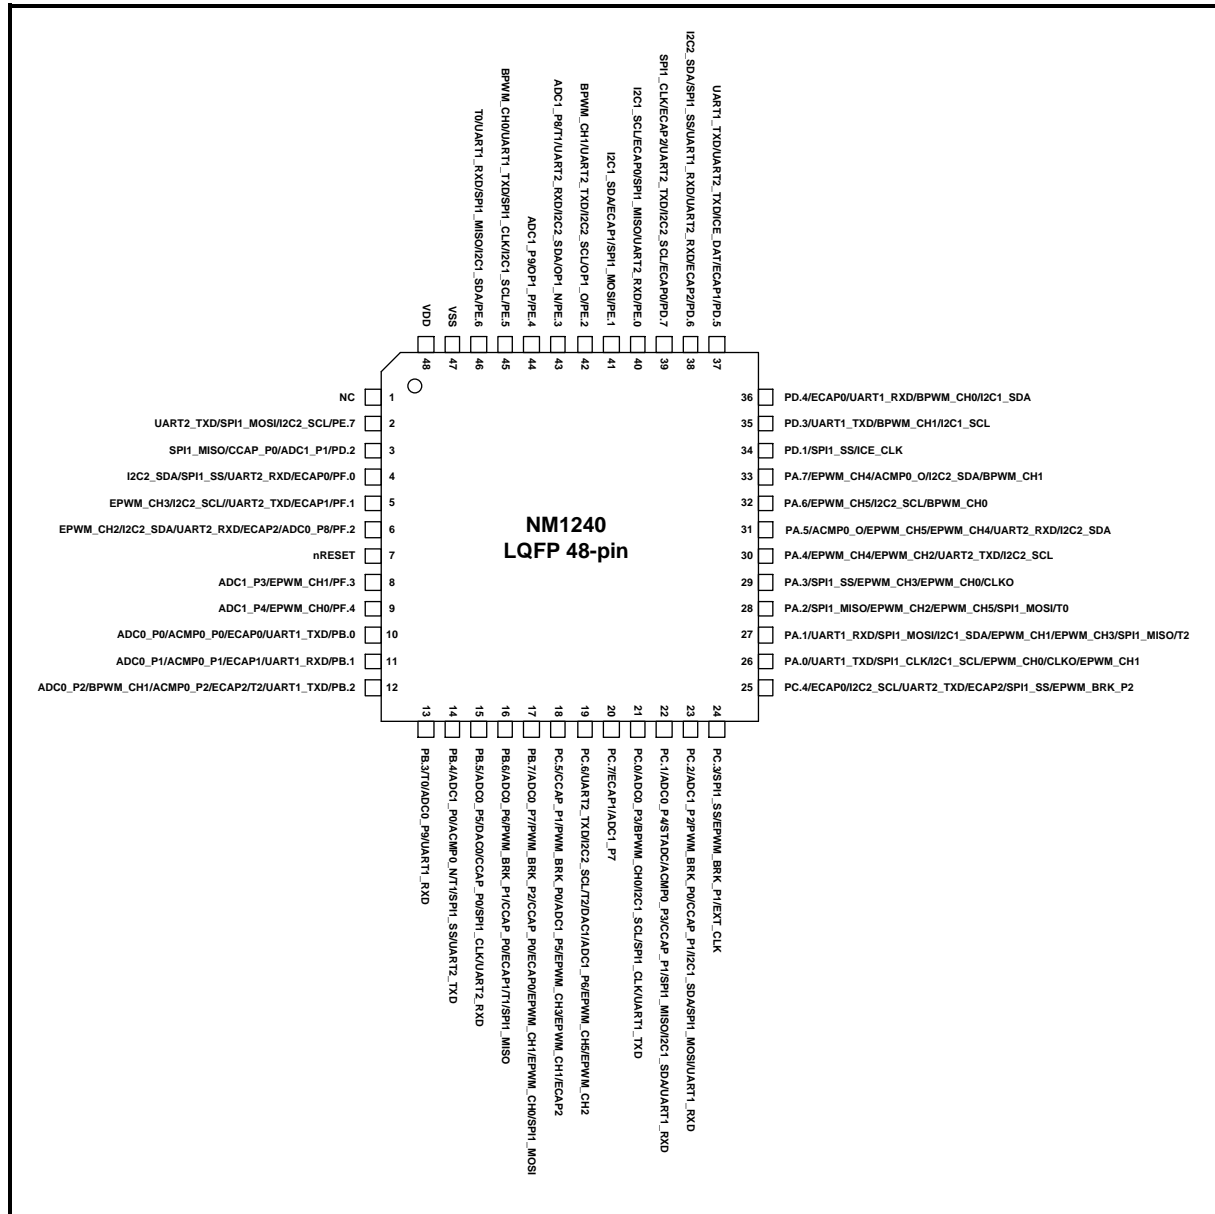 I2C2_SDA/SPI1_SS/UART1_RXD/UART2_RXD/ECAP2/PD.6
SPI1_CLK/ECAP2/UART2_TXD/I2C2_SCL/ECAP0/PD.7
BPWM_CH0/UART1_TXD/SPI1_CLK/I2C1_SCL/PE.5
ADC1_P8/T1/UART2_RXD/I2C2_SDA/OP1_N/PE.3
BPWM_CH1/UART2_TXD/I2C2_SCL/OP1_O/PE.2
I2C1_SCL/ECAP0/SPI1_MISO/UART2_RXD/PE.0
UART1_TXD/UART2_TXD/ICE_DAT/ECAP1/PD.5
T0/UART1_RXD/SPI1_MISO/I2C1_SDA/PE.6
I2C1_SDA/ECAP1/SPI1_MOSI/PE.1
ADC1_P9/OP1_P/PE.4
VDD
VSS
48
47
46
45
44
43
42
41
40
39
38
37
NC 1
UART2_TXD/SPI1_MOSI/I2C2_SCL/PE.7 2
SPI1_MISO/CCAP_P0/ADC1_P1/PD.2 3
I2C2_SDA/SPI1_SS/UART2_RXD/ECAP0/PF.0 4
EPWM_CH3/I2C2_SCL//UART2_TXD/ECAP1/PF.1 5
EPWM_CH2/I2C2_SDA/UART2_RXD/ECAP2/ADC0_P8/PF.2 6
nRESET 7
ADC1_P3/EPWM_CH1/PF.3 8
ADC1_P4/EPWM_CH0/PF.4 9
ADC0_P0/ACMP0_P0/ECAP0/UART1_TXD/PB.0 10
ADC0_P1/ACMP0_P1/ECAP1/UART1_RXD/PB.1 11
ADC0_P2/BPWM_CH1/ACMP0_P2/ECAP2/T2/UART1_TXD/PB.2 12
NM1240
LQFP 48-pin
36 PD.4/ECAP0/UART1_RXD/BPWM_CH0/I2C1_SDA
35 PD.3/UART1_TXD/BPWM_CH1/I2C1_SCL
34 PD.1/SPI1_SS/ICE_CLK
33 PA.7/EPWM_CH4/ACMP0_O/I2C2_SDA/BPWM_CH1
32 PA.6/EPWM_CH5/I2C2_SCL/BPWM_CH0
31 PA.5/ACMP0_O/EPWM_CH5/EPWM_CH4/UART2_RXD/I2C2_SDA
30 PA.4/EPWM_CH4/EPWM_CH2/UART2_TXD/I2C2_SCL
29 PA.3/SPI1_SS/EPWM_CH3/EPWM_CH0/CLKO
28 PA.2/SPI1_MISO/EPWM_CH2/EPWM_CH5/SPI1_MOSI/T0
27 PA.1/UART1_RXD/SPI1_MOSI/I2C1_SDA/EPWM_CH1/EPWM_CH3/SPI1_MISO/T2
26 PA.0/UART1_TXD/SPI1_CLK/I2C1_SCL/EPWM_CH0/CLKO/EPWM_CH1
25 PC.4/ECAP0/I2C2_SCL/UART2_TXD/ECAP2/SPI1_SS/EPWM_BRK_P2
13 PB.3/T0/ADC0_P9/UART1_RXD
14 PB.4/ADC1_P0/ACMP0_N/T1/SPI1_SS/UART2_TXD
15 PB.5/ADC0_P5/DAC0/CCAP_P0/SPI1_CLK/UART2_RXD
16 PB.6/ADC0_P6/PWM_BRK_P1/CCAP_P0/ECAP1/T1/SPI1_MISO
17 PB.7/ADC0_P7/PWM_BRK_P2/CCAP_P0/ECAP0/EPWM_CH1/EPWM_CH0/SPI1_MOSI
18 PC.5/CCAP_P1/PWM_BRK_P0/ADC1_P5/EPWM_CH3/EPWM_CH1/ECAP2
19 PC.6/UART2_TXD/I2C2_SCL/T2/DAC1/ADC1_P6/EPWM_CH5/EPWM_CH2
20 PC.7/ECAP1/ADC1_P7
21 PC.0/ADC0_P3/BPWM_CH0/I2C1_SCL/SPI1_CLK/UART1_TXD
22 PC.1/ADC0_P4/STADC/ACMP0_P3/CCAP_P1/SPI1_MISO/I2C1_SDA/UART1_RXD
23 PC.2/ADC1_P2/PWM_BRK_P0/CCAP_P1/I2C1_SDA/SPI1_MOSI/UART1_RXD
24 PC.3/SPI1_SS/EPWM_BRK_P1/EXT_CLK